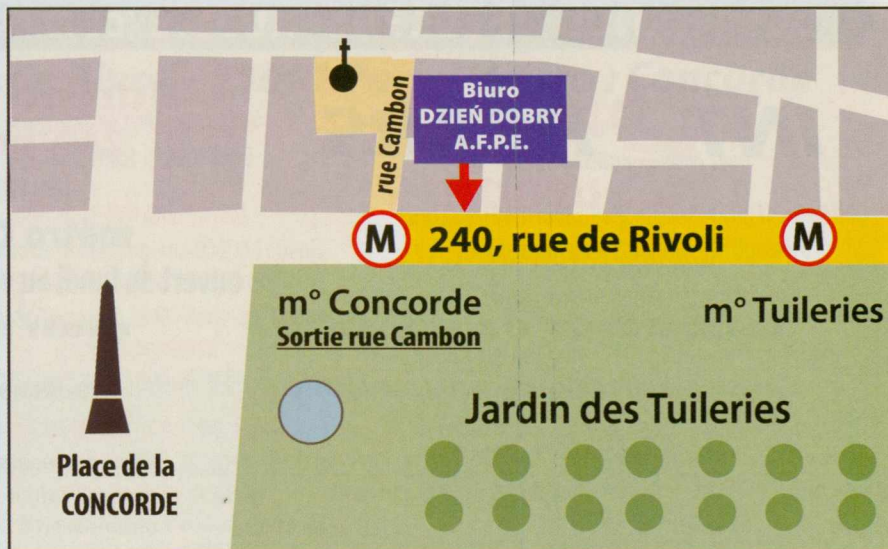 rue Cambon
Biuro
DZIEŃ DOBRY
A.F.P.E.
M
240, rue de Rivoli
M
m° Concorde
Sortie rue Cambon
m° Tuileries
Jardin des Tuileries
Place de la
CONCORDE